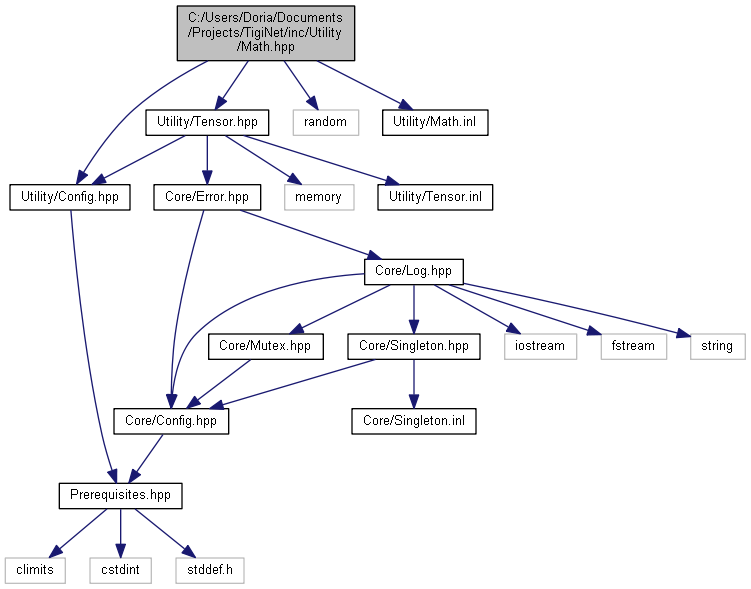 C:/Users/Doria/Documents
/Projects/TigiNet/inc/Utility
/Math.hpp
Utility/Tensor.hpp
random
Utility/Math.inl
Utility/Config.hpp
Core/Error.hpp
memory
Utility/Tensor.inl
Core/Log.hpp
Core/Mutex.hpp
Core/Singleton.hpp
iostream
fstream
string
Core/Config.hpp
Core/Singleton.inl
Prerequisites.hpp
climits
cstdint
stddef.h